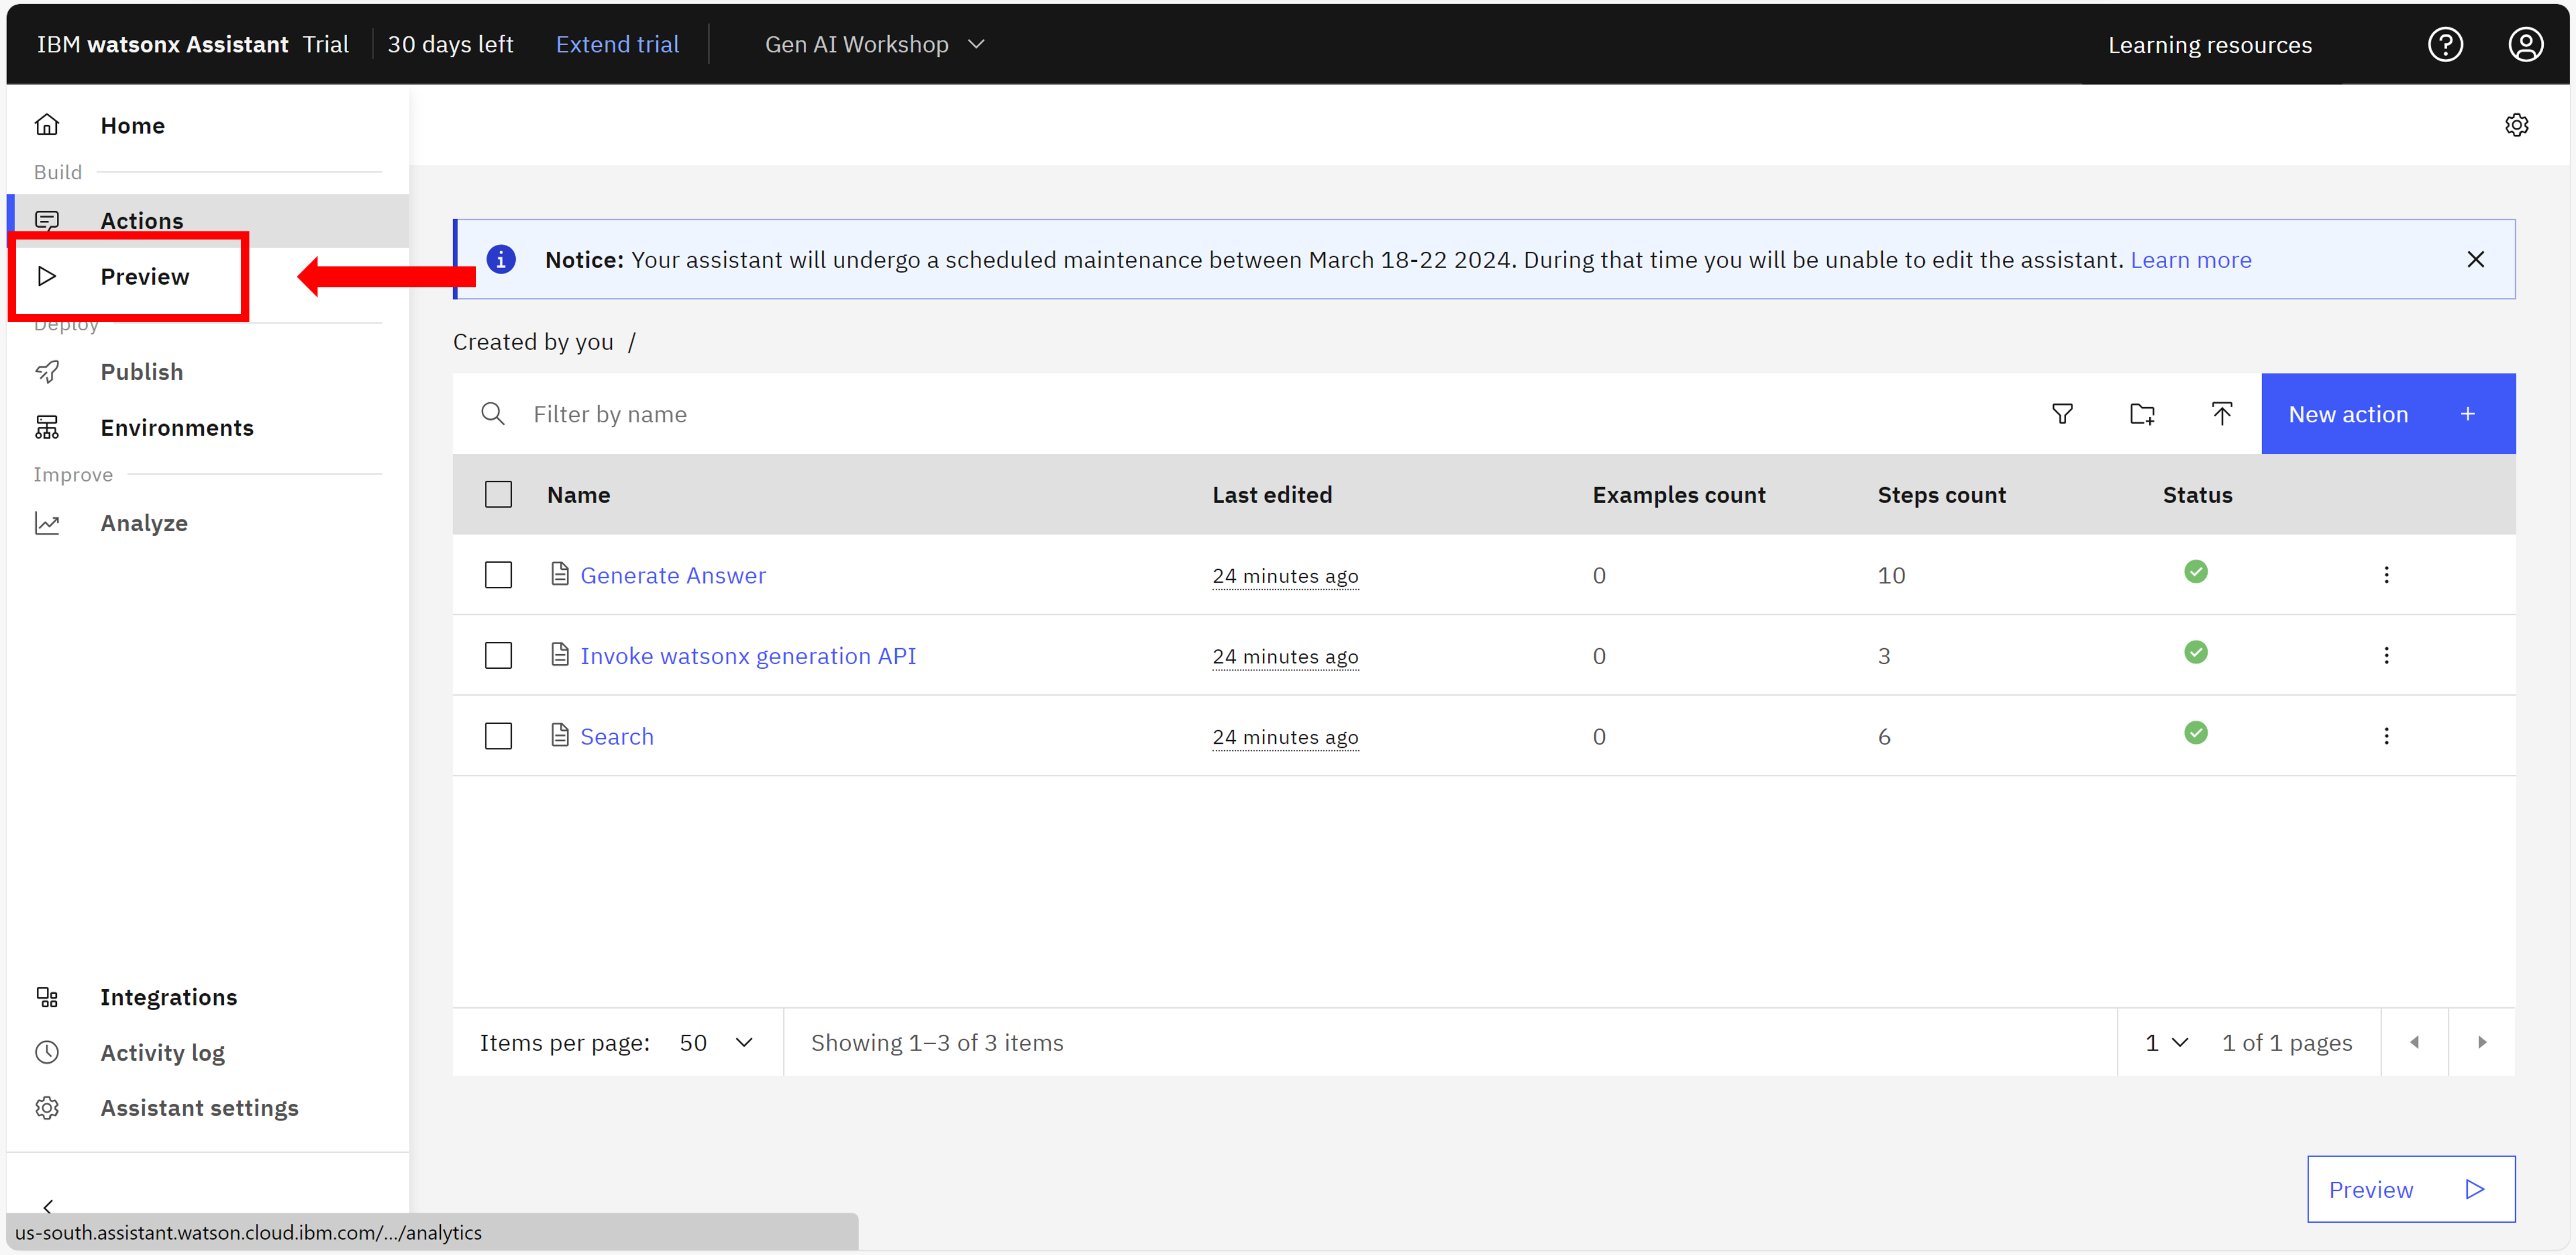 IBM watsonx Assistant Trial 30 days left Extend trial Gen AI Workshop Learning resources
Home
Build
Actions
Preview
Deploy
Publish
Environments
Improve
Analyze
Integrations
Activity log
Assistant settings
us-south.assistant.watson.cloud.ibm.com/.../analytics
Notice: Your assistant will undergo a scheduled maintenance between March 18-22 2024. During that time you will be unable to edit the assistant. Learn more
Created by you /
Filter by name New action +
Name Last edited Examples count Steps count Status
Generate Answer 24 minutes ago 0 10
Invoke watsonx generation API 24 minutes ago 0 3
Search 24 minutes ago 0 6
Items per page: 50 Showing 1–3 of 3 items 1 1 of 1 pages
Preview